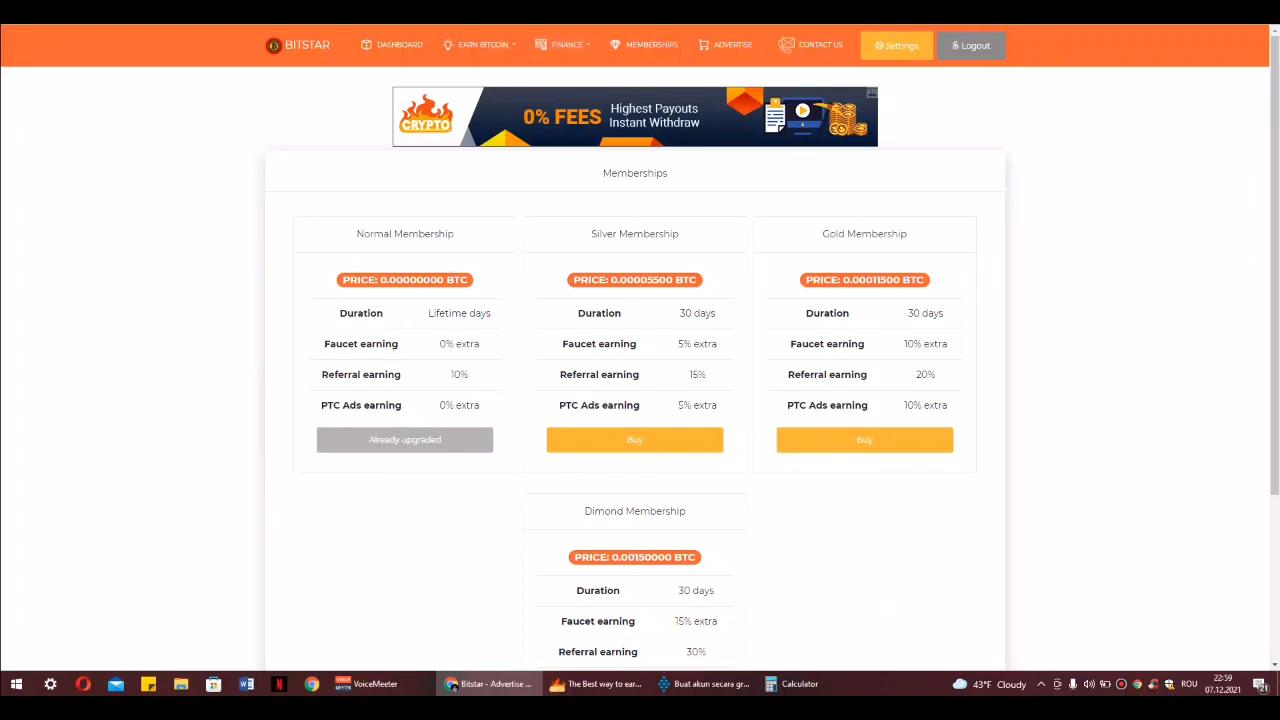 BITSTAR DASHBOARD EARN BITCOIN FINANCE MEMBERSHIPS ADVERTISE CONTACT US Settings Logout
CRYPTO 0% FEES Highest Payouts
Instant Withdraw
Memberships
Normal Membership Silver Membership Gold Membership
PRICE: 0.00000000 BTC PRICE: 0.00005500 BTC PRICE: 0.00011500 BTC
Duration Lifetime days Duration 30 days Duration 30 days
Faucet earning 0% extra Faucet earning 5% extra Faucet earning 10% extra
Referral earning 10% Referral earning 15% Referral earning 20%
PTC Ads earning 0% extra PTC Ads earning 5% extra PTC Ads earning 10% extra
Already upgraded Buy Buy
Dimond Membership
PRICE: 0.00150000 BTC
Duration 30 days
Faucet earning 15% extra
Referral earning 30%
VoiceMeeter Bitstar - Advertise ... The Best way to ear... Buat akun secara gr... Calculator 43°F Cloudy ROU 22:59
07.12.2021